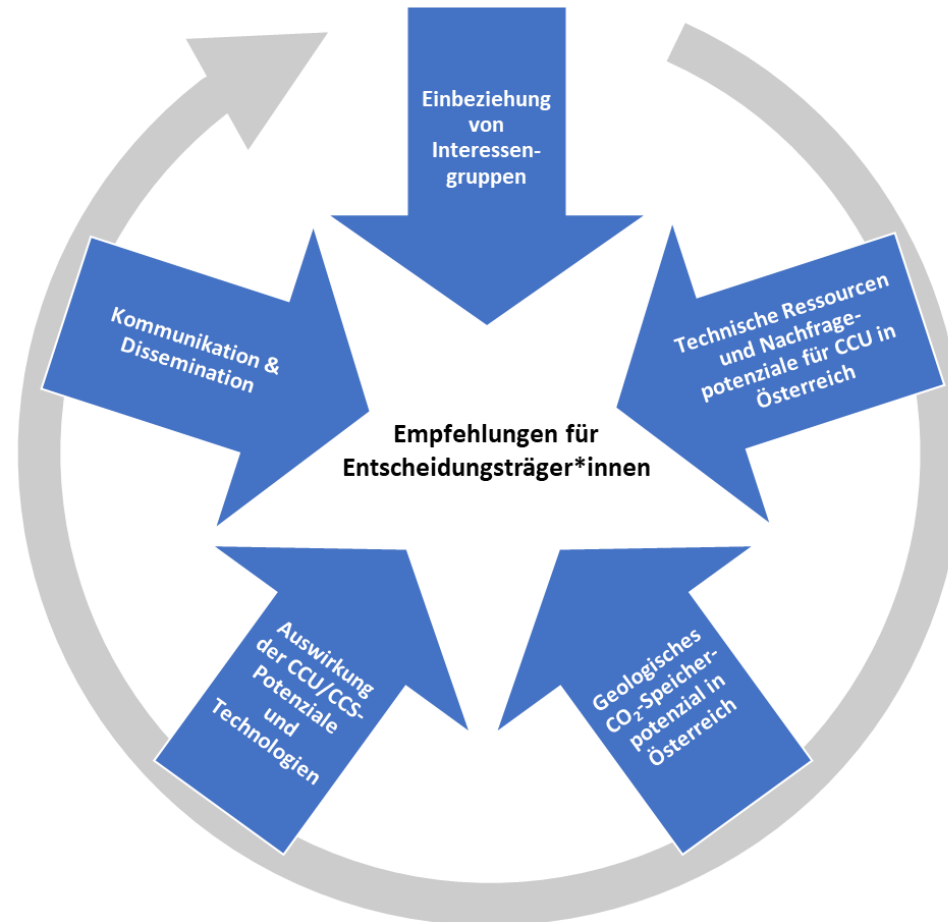 Einbeziehung
von
Interessen-
gruppen
Technische Ressourcen
und Nachfrage-
potenziale für CCU in
Österreich
Geologisches
CO₂-Speicher-
potenzial in
Österreich
Auswirkung
der CCU/CCS-
Potenziale
und
Technologien
Kommunikation &
Dissemination
Empfehlungen für
Entscheidungsträger*innen